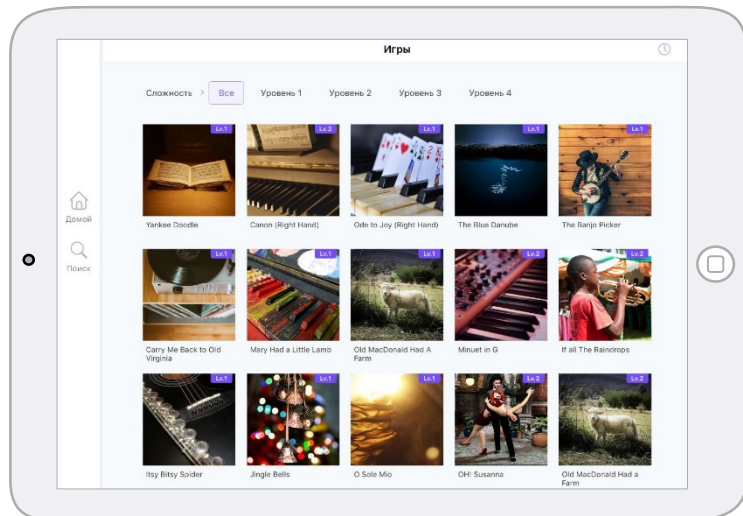 Игры
Сложность > Все Уровень 1 Уровень 2 Уровень 3 Уровень 4
Lv.1 Lv.2 Lv.1 Lv.1 Lv.1
Yankee Doodle Canon (Right Hand) Ode to Joy (Right Hand) The Blue Danube The Banjo Picker
Домой
Поиск
Lv.1 Lv.1 Lv.1 Lv.2 Lv.2
Carry Me Back to Old Mary Had a Little Lamb Old MacDonald Had A Minuet in G If all The Raindrops
Virginia Farm
Lv.1 Lv.1 Lv.1 Lv.2 Lv.2
Itsy Bitsy Spider Jingle Bells O Sole Mio OH! Susanna Old MacDonald Had a
Farm